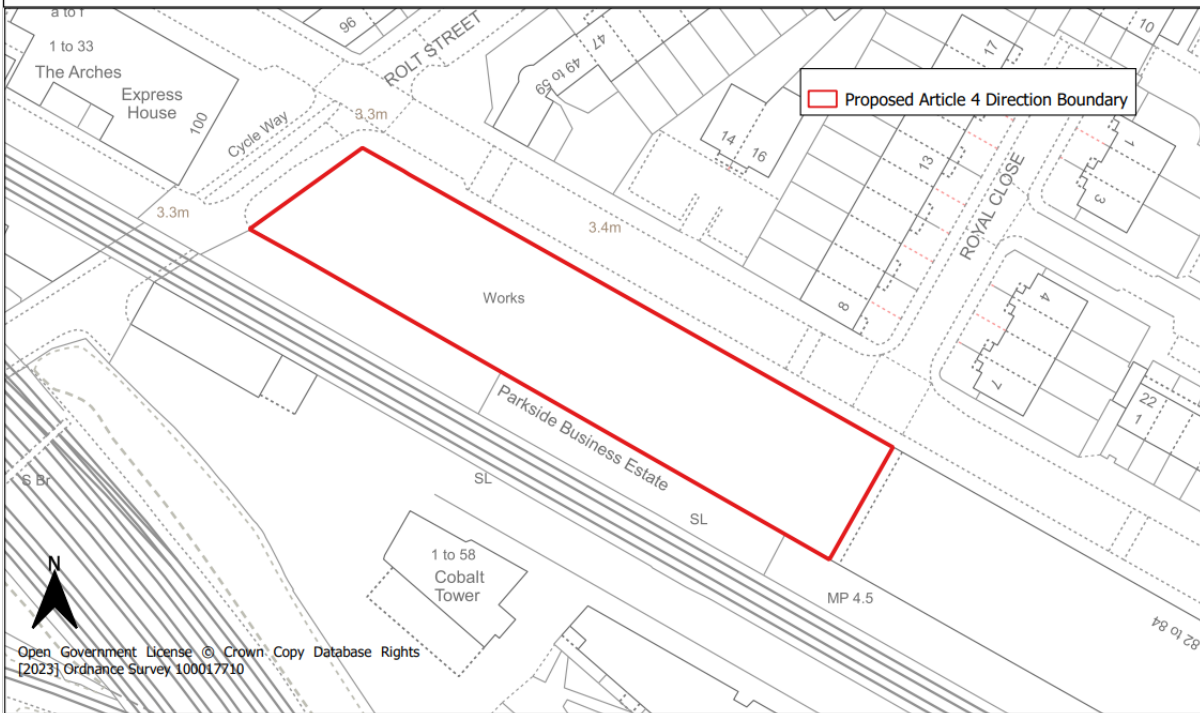 a to f
1 to 33
The Arches
Express
House
100
96
ROLT STREET
Cycle Way
3.3m
47
49 to 59
17
10
Proposed Article 4 Direction Boundary
14
16
13
1
3
ROYAL CLOSE
3.3m
3.4m
Works
8
4
7
22
1
Parkside Business Estate
S Br
SL
SL
1 to 58
Cobalt
Tower
MP 4.5
82 to 84
N
Open Government License © Crown Copy Database Rights
[2023] Ordnance Survey 100017710